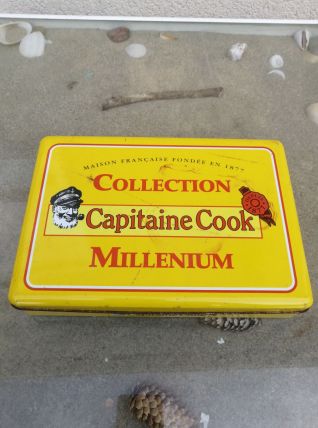 MAISON FRANÇAISE FONDÉE EN 1877
COLLECTION
Capitaine Cook
MILLENIUM